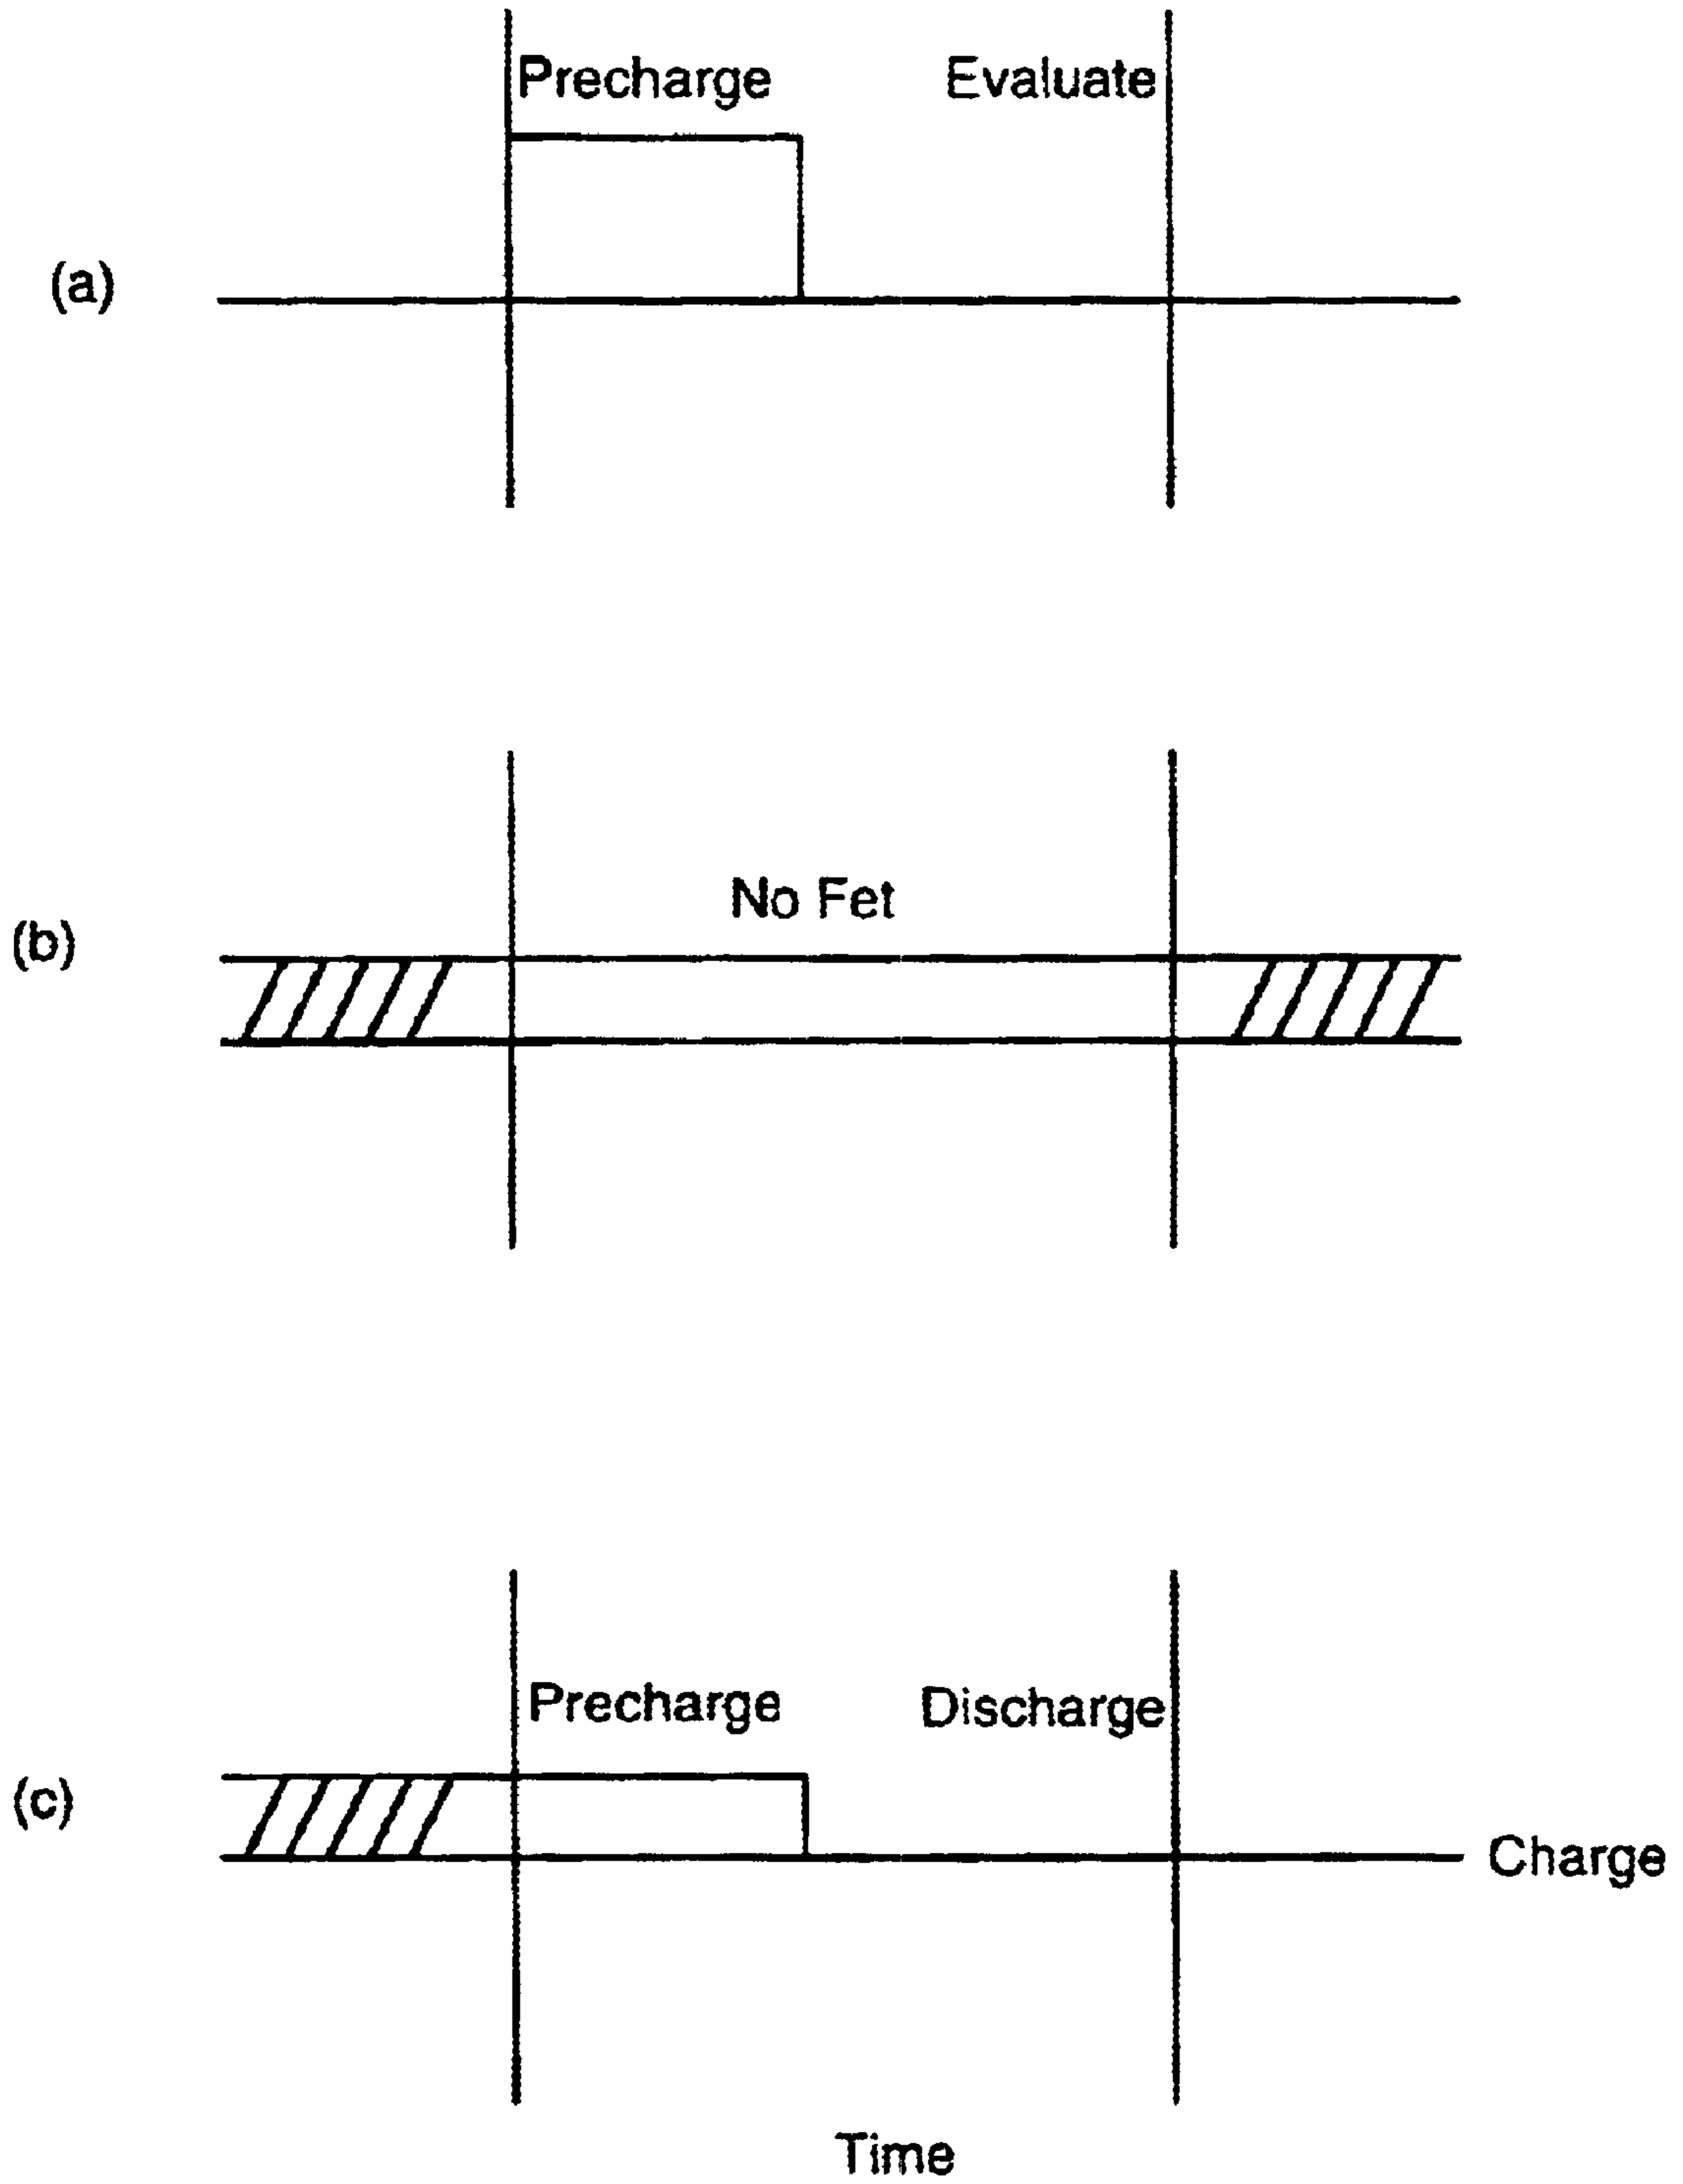 Precharge Evaluate
(a)
No Fet
(b)
Precharge Discharge
(c)
Charge
Time